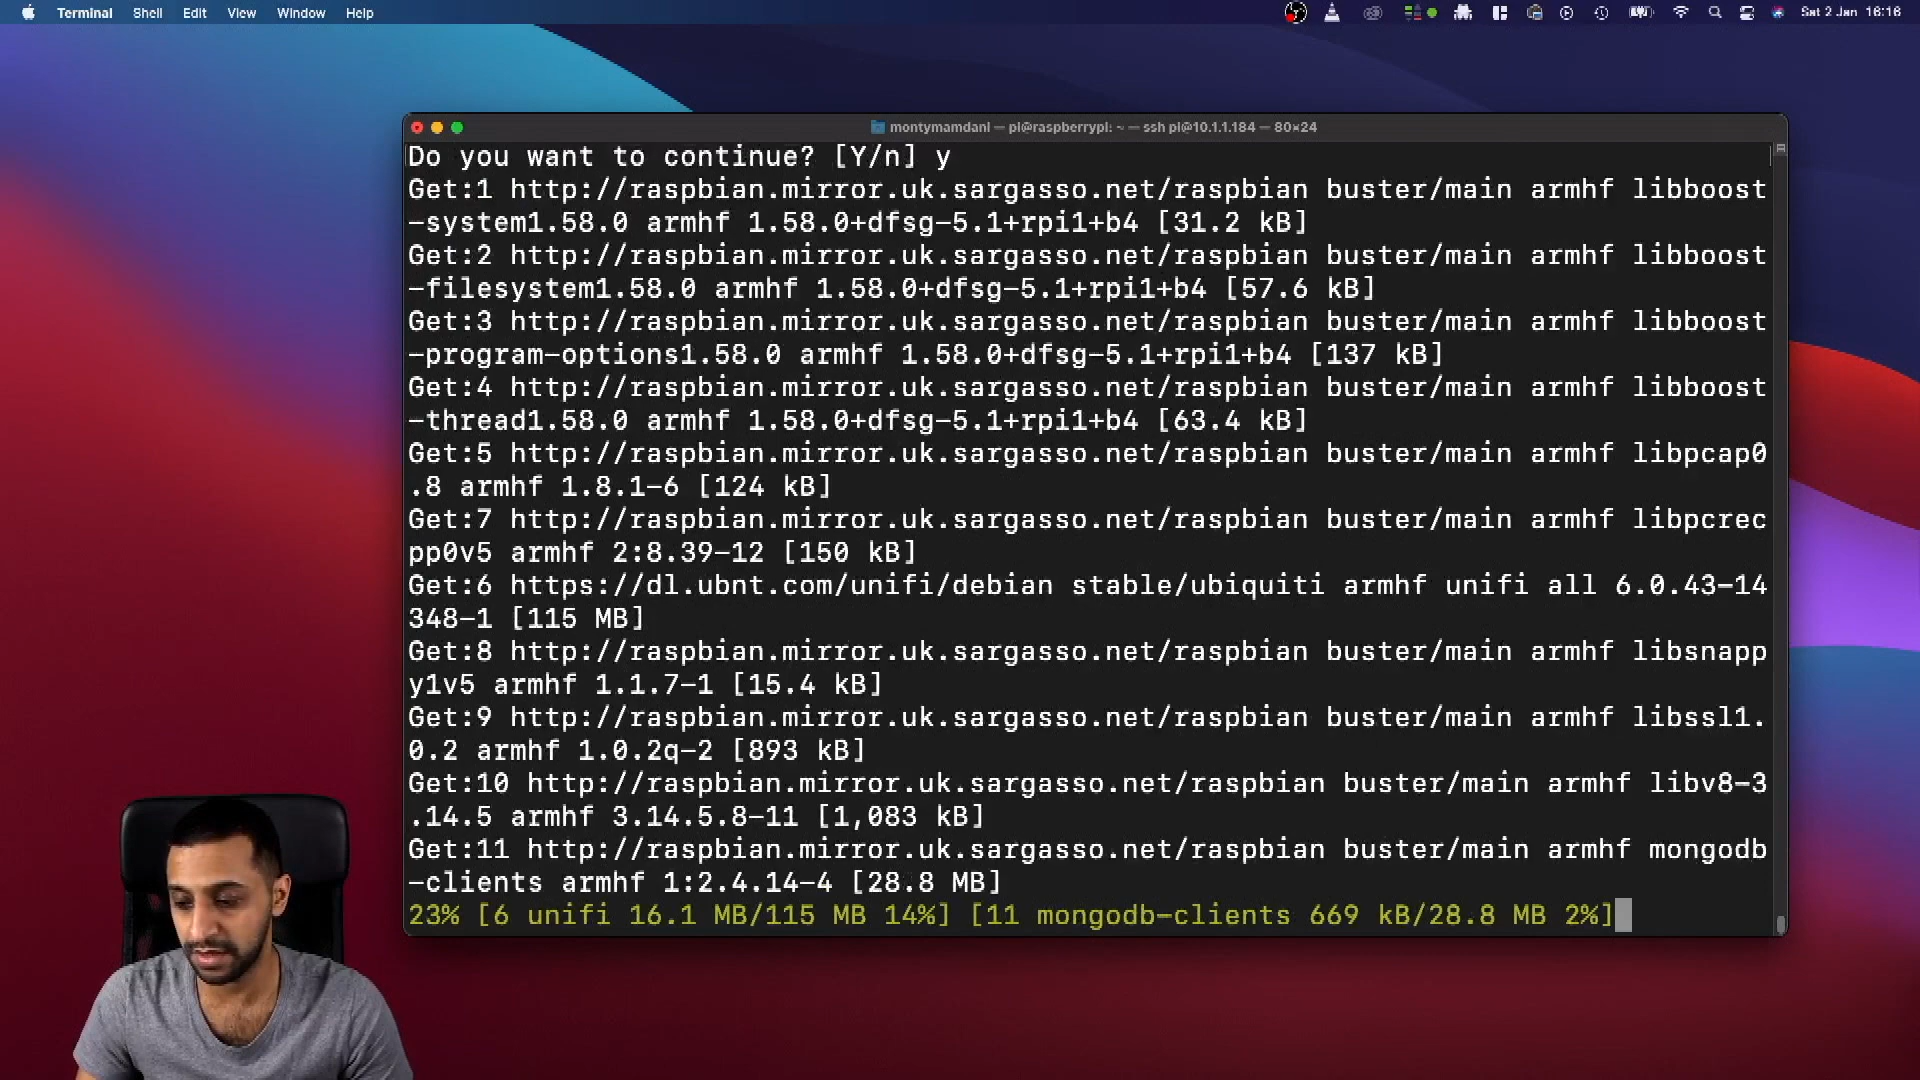 Terminal Shell Edit View Window Help Sat 2 Jan 16:16
montymamdani — pi@raspberrypi: ~ — ssh pi@10.1.1.184 — 80×24
Do you want to continue? [Y/n] y
Get:1 http://raspbian.mirror.uk.sargasso.net/raspbian buster/main armhf libboost
-system1.58.0 armhf 1.58.0+dfsg-5.1+rpi1+b4 [31.2 kB]
Get:2 http://raspbian.mirror.uk.sargasso.net/raspbian buster/main armhf libboost
-filesystem1.58.0 armhf 1.58.0+dfsg-5.1+rpi1+b4 [57.6 kB]
Get:3 http://raspbian.mirror.uk.sargasso.net/raspbian buster/main armhf libboost
-program-options1.58.0 armhf 1.58.0+dfsg-5.1+rpi1+b4 [137 kB]
Get:4 http://raspbian.mirror.uk.sargasso.net/raspbian buster/main armhf libboost
-thread1.58.0 armhf 1.58.0+dfsg-5.1+rpi1+b4 [63.4 kB]
Get:5 http://raspbian.mirror.uk.sargasso.net/raspbian buster/main armhf libpcap0
.8 armhf 1.8.1-6 [124 kB]
Get:7 http://raspbian.mirror.uk.sargasso.net/raspbian buster/main armhf libpcrec
pp0v5 armhf 2:8.39-12 [150 kB]
Get:6 https://dl.ubnt.com/unifi/debian stable/ubiquiti armhf unifi all 6.0.43-14
348-1 [115 MB]
Get:8 http://raspbian.mirror.uk.sargasso.net/raspbian buster/main armhf libsnapp
y1v5 armhf 1.1.7-1 [15.4 kB]
Get:9 http://raspbian.mirror.uk.sargasso.net/raspbian buster/main armhf libssl1.
0.2 armhf 1.0.2q-2 [893 kB]
Get:10 http://raspbian.mirror.uk.sargasso.net/raspbian buster/main armhf libv8-3
.14.5 armhf 3.14.5.8-11 [1,083 kB]
Get:11 http://raspbian.mirror.uk.sargasso.net/raspbian buster/main armhf mongodb
-clients armhf 1:2.4.14-4 [28.8 MB]
23% [6 unifi 16.1 MB/115 MB 14%] [11 mongodb-clients 669 kB/28.8 MB 2%]